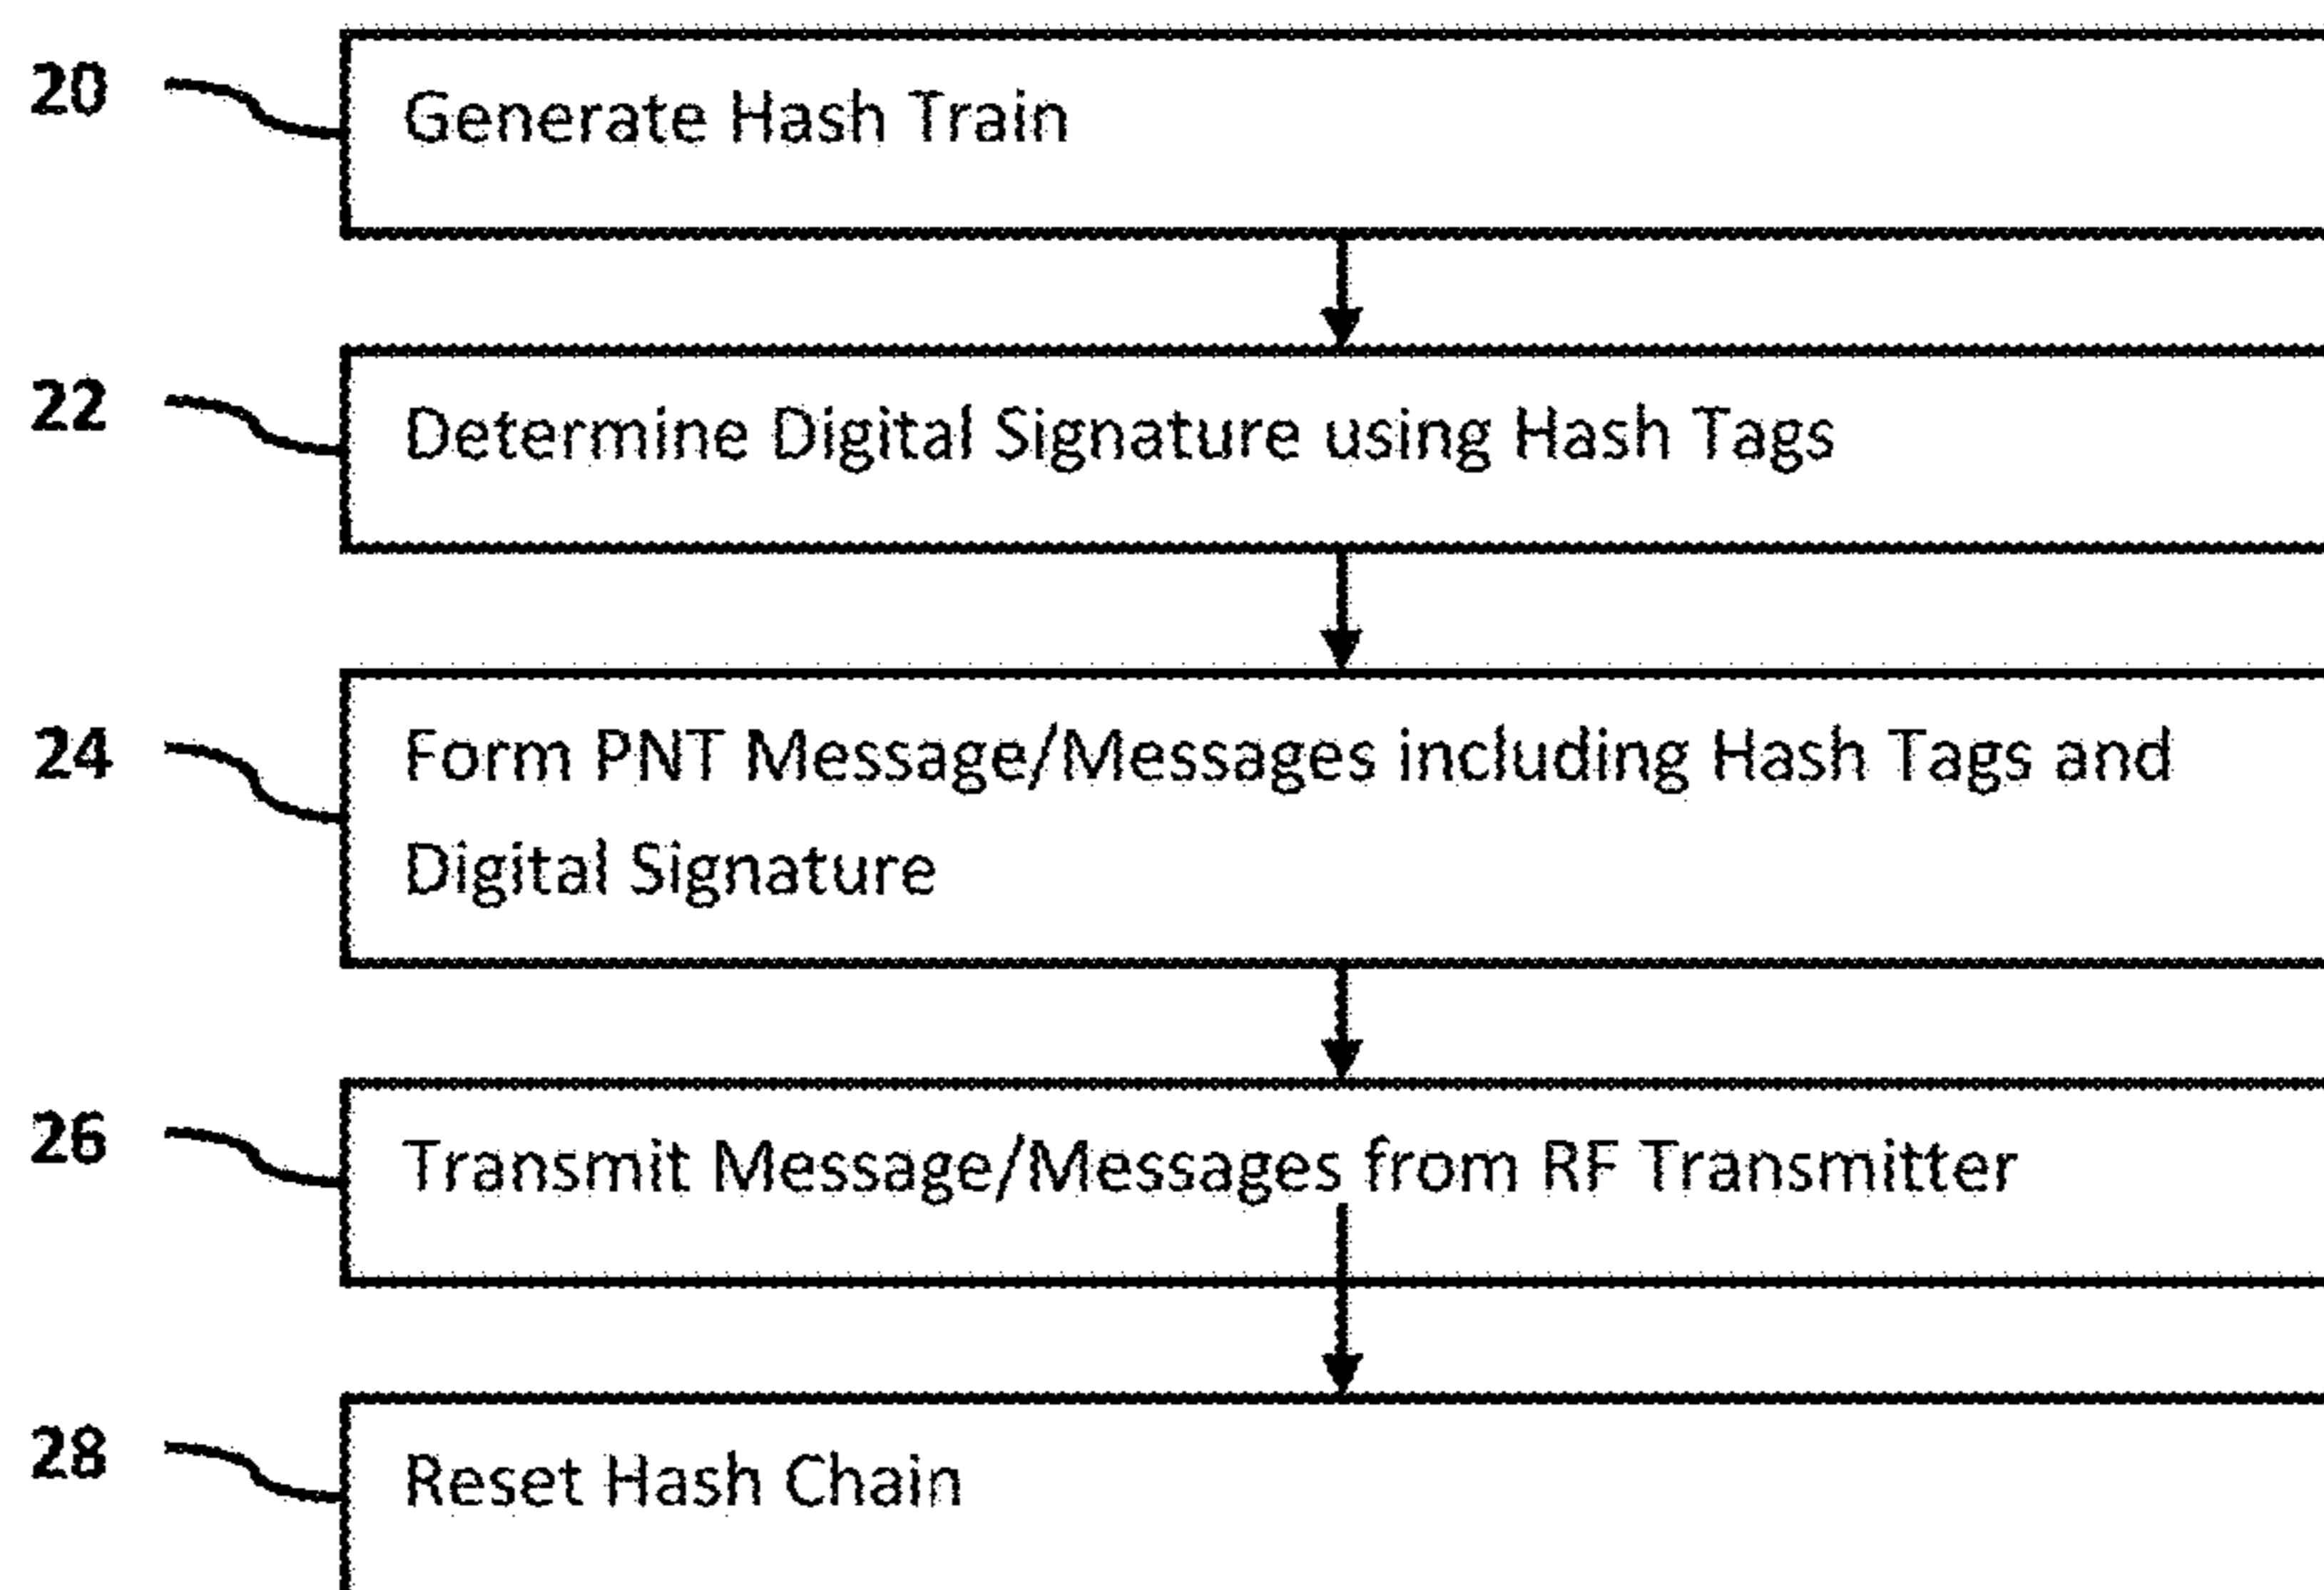 20 Generate Hash Train
22 Determine Digital Signature using Hash Tags
24 Form PNT Message/Messages including Hash Tags and
Digital Signature
26 Transmit Message/Messages from RF Transmitter
28 Reset Hash Chain